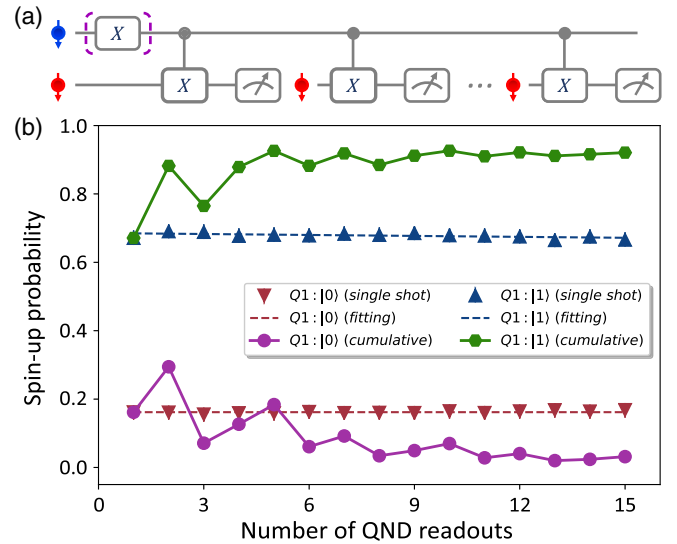 (a)
X
X X ... X
(b)
1.0
0.8
0.6
0.4
0.2
0.0
Spin-up probability
Q1 : |0⟩ (single shot)
Q1 : |0⟩ (fitting)
Q1 : |0⟩ (cumulative)
Q1 : |1⟩ (single shot)
Q1 : |1⟩ (fitting)
Q1 : |1⟩ (cumulative)
0 3 6 9 12 15
Number of QND readouts